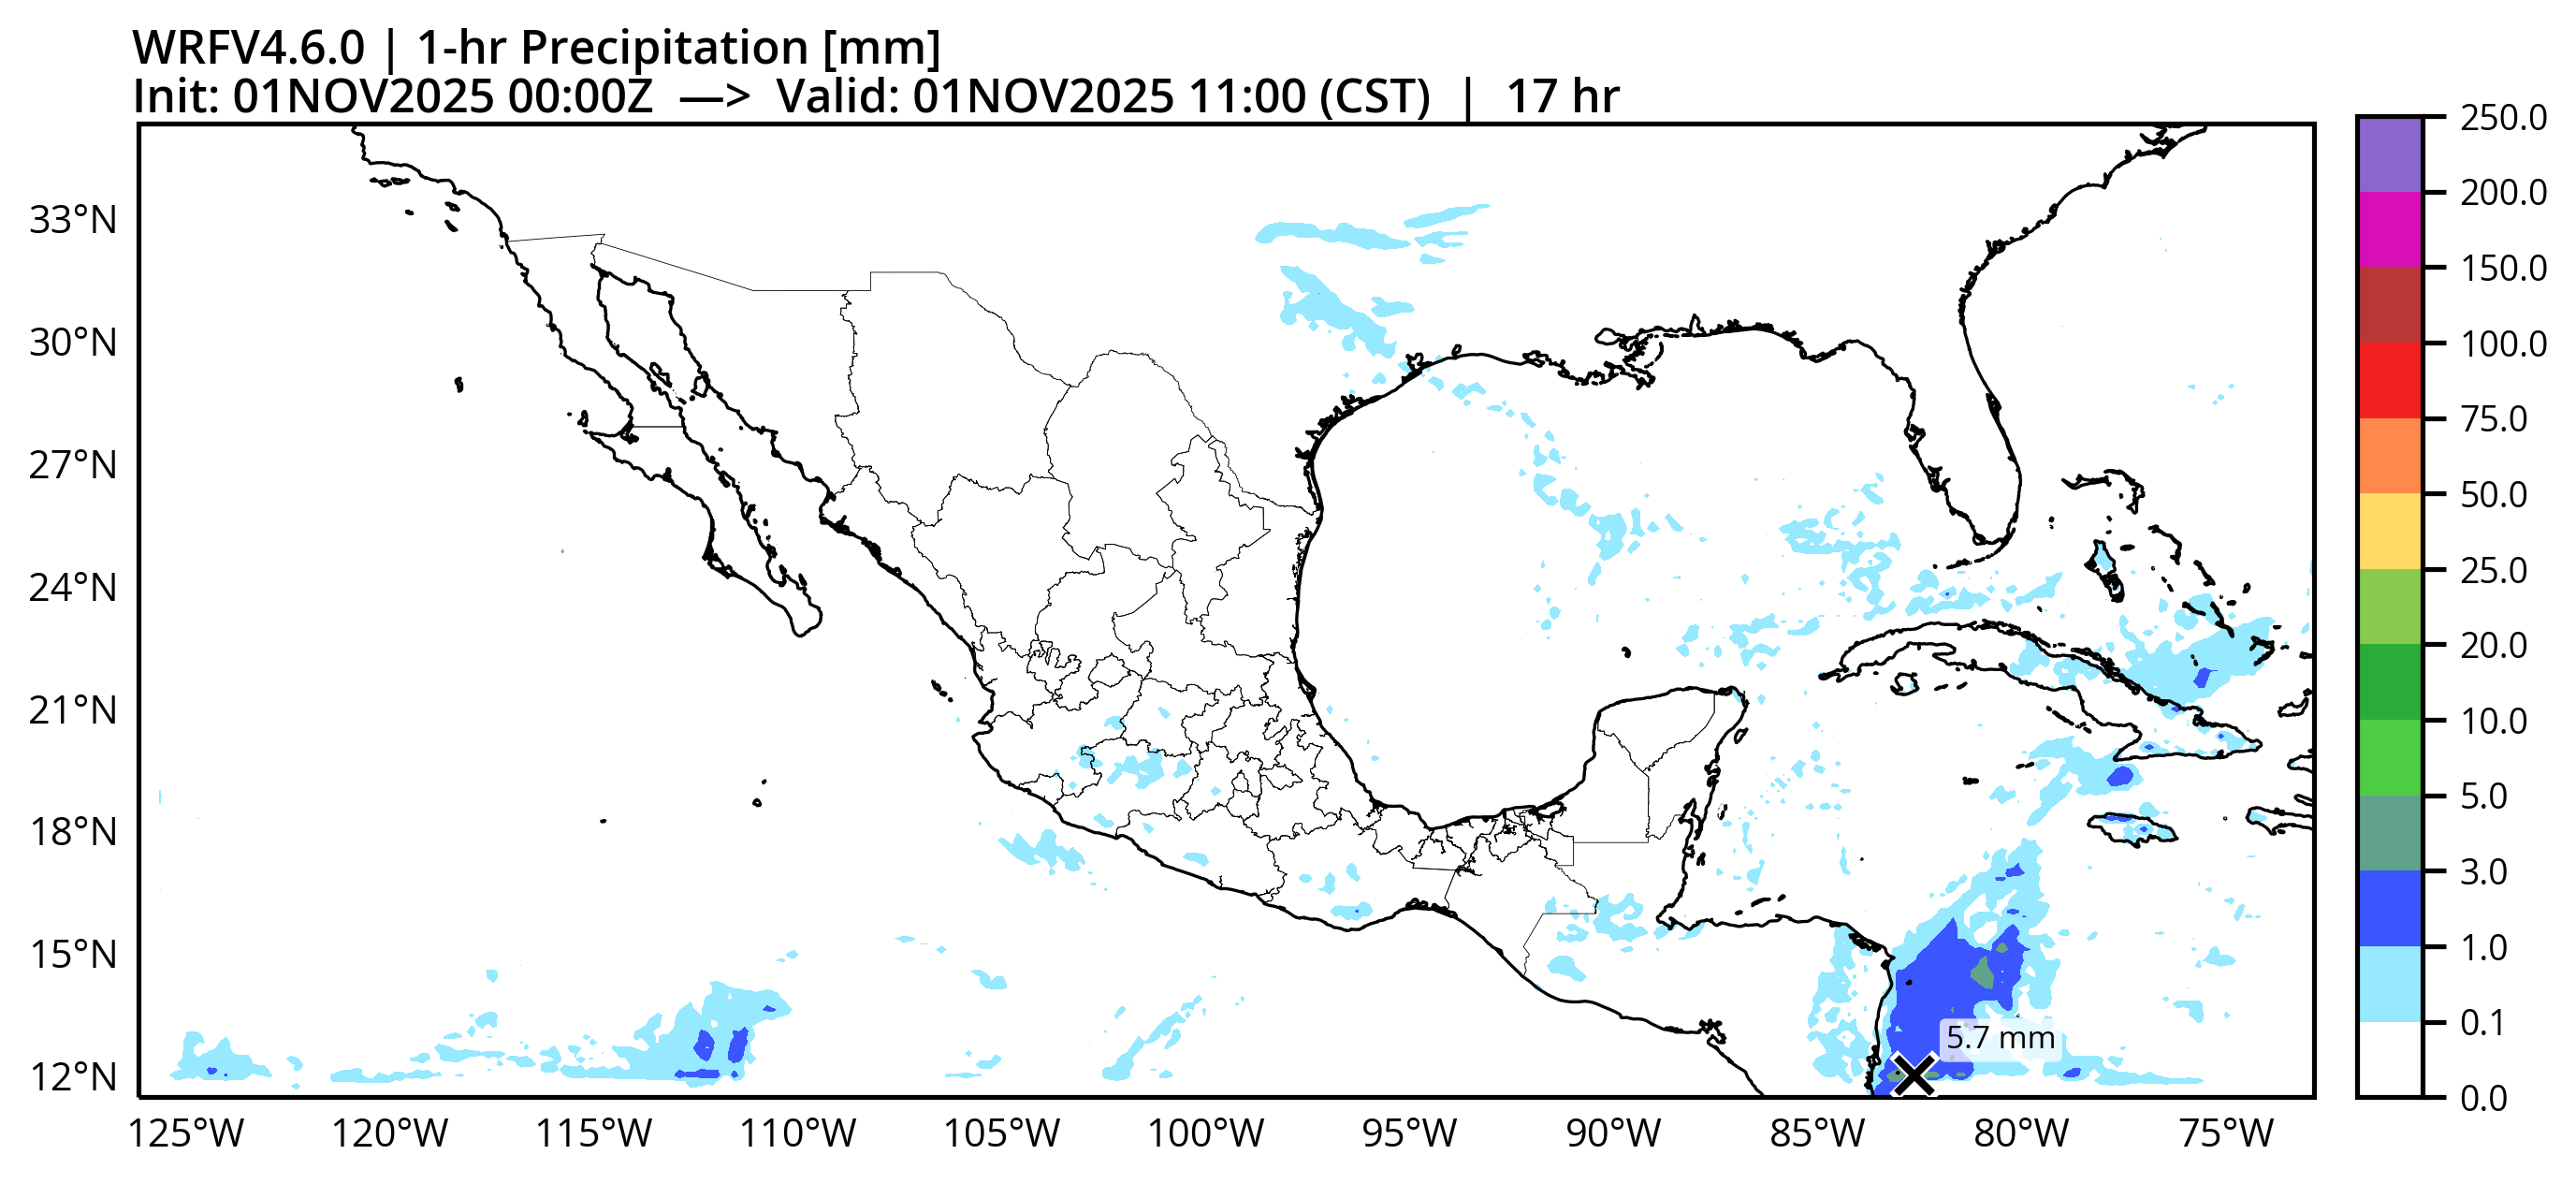 WRFV4.6.0 | 1-hr Precipitation [mm]
Init: 01NOV2025 00:00Z —> Valid: 01NOV2025 11:00 (CST) | 17 hr
33°N
30°N
27°N
24°N
21°N
18°N
15°N
12°N
125°W 120°W 115°W 110°W 105°W 100°W 95°W 90°W 85°W 80°W 75°W
5.7 mm
250.0
200.0
150.0
100.0
75.0
50.0
25.0
20.0
10.0
5.0
3.0
1.0
0.1
0.0